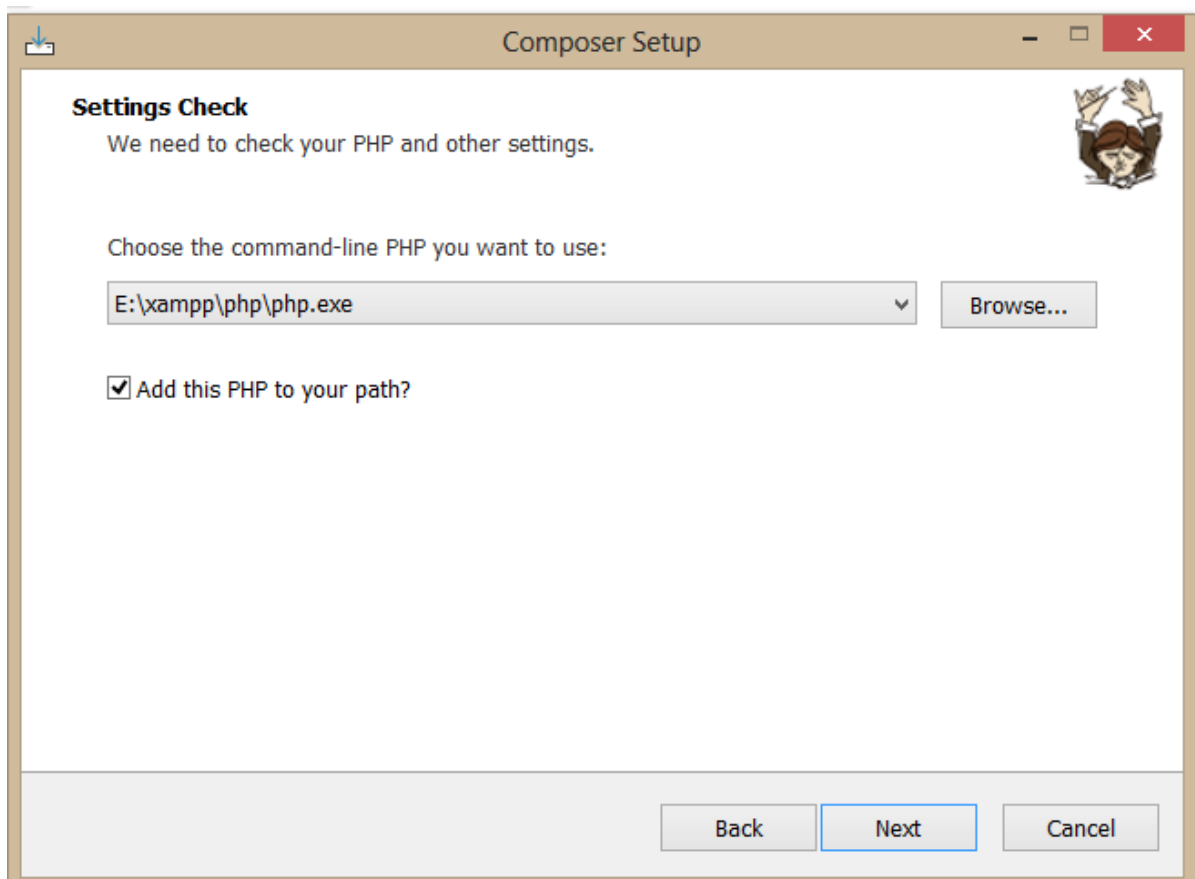 Composer Setup
Settings Check
We need to check your PHP and other settings.
Choose the command-line PHP you want to use:
E:\xampp\php\php.exe
Browse...
Add this PHP to your path?
Back
Next
Cancel